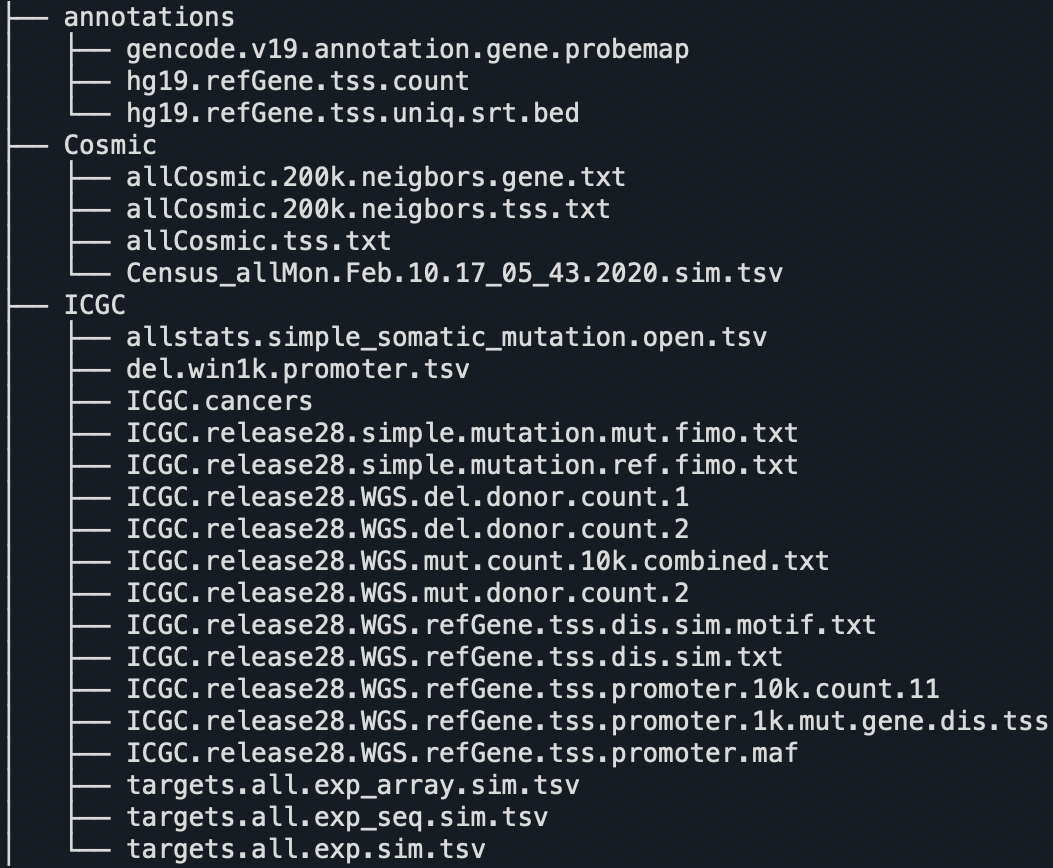 annotations
gencode.v19.annotation.gene.probemap
hg19.refGene.tss.count
hg19.refGene.tss.uniq.srt.bed
Cosmic
allCosmic.200k.neigbors.gene.txt
allCosmic.200k.neigbors.tss.txt
allCosmic.tss.txt
Census_allMon.Feb.10.17_05_43.2020.sim.tsv
ICGC
allstats.simple_somatic_mutation.open.tsv
del.win1k.promoter.tsv
ICGC.cancers
ICGC.release28.simple.mutation.mut.fimo.txt
ICGC.release28.simple.mutation.ref.fimo.txt
ICGC.release28.WGS.del.donor.count.1
ICGC.release28.WGS.del.donor.count.2
ICGC.release28.WGS.mut.count.10k.combined.txt
ICGC.release28.WGS.mut.donor.count.2
ICGC.release28.WGS.refGene.tss.dis.sim.motif.txt
ICGC.release28.WGS.refGene.tss.dis.sim.txt
ICGC.release28.WGS.refGene.tss.promoter.10k.count.11
ICGC.release28.WGS.refGene.tss.promoter.1k.mut.gene.dis.tss
ICGC.release28.WGS.refGene.tss.promoter.maf
targets.all.exp_array.sim.tsv
targets.all.exp_seq.sim.tsv
targets.all.exp.sim.tsv